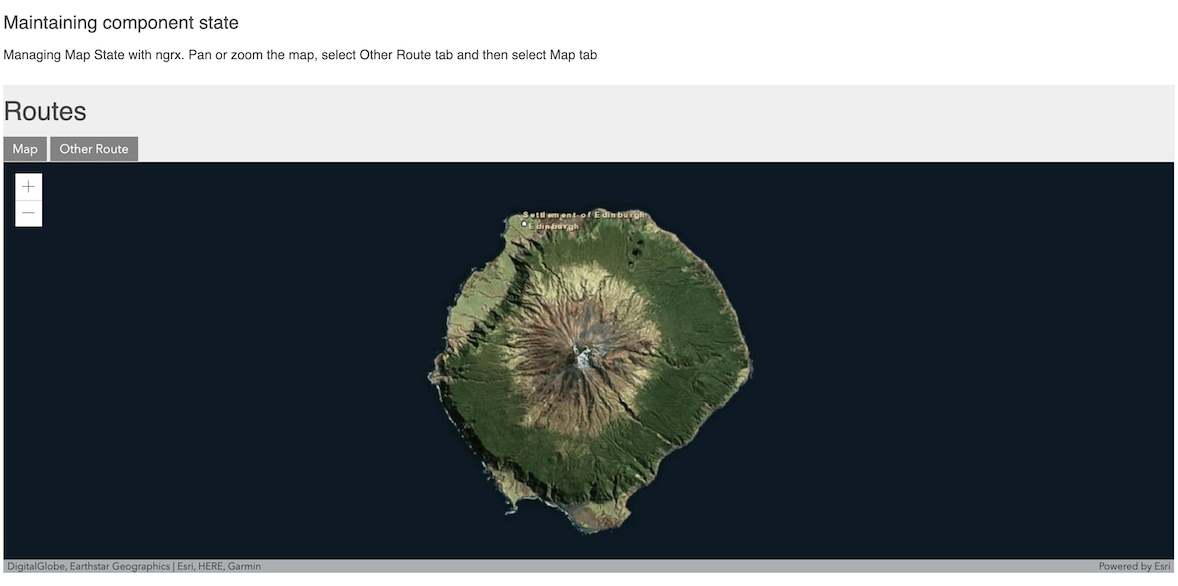 Maintaining component state
Managing Map State with ngrx. Pan or zoom the map, select Other Route tab and then select Map tab
Routes
Map Other Route
+
−
Settlement of Edinburgh
Edinburgh
DigitalGlobe, Earthstar Geographics | Esri, HERE, Garmin Powered by Esri